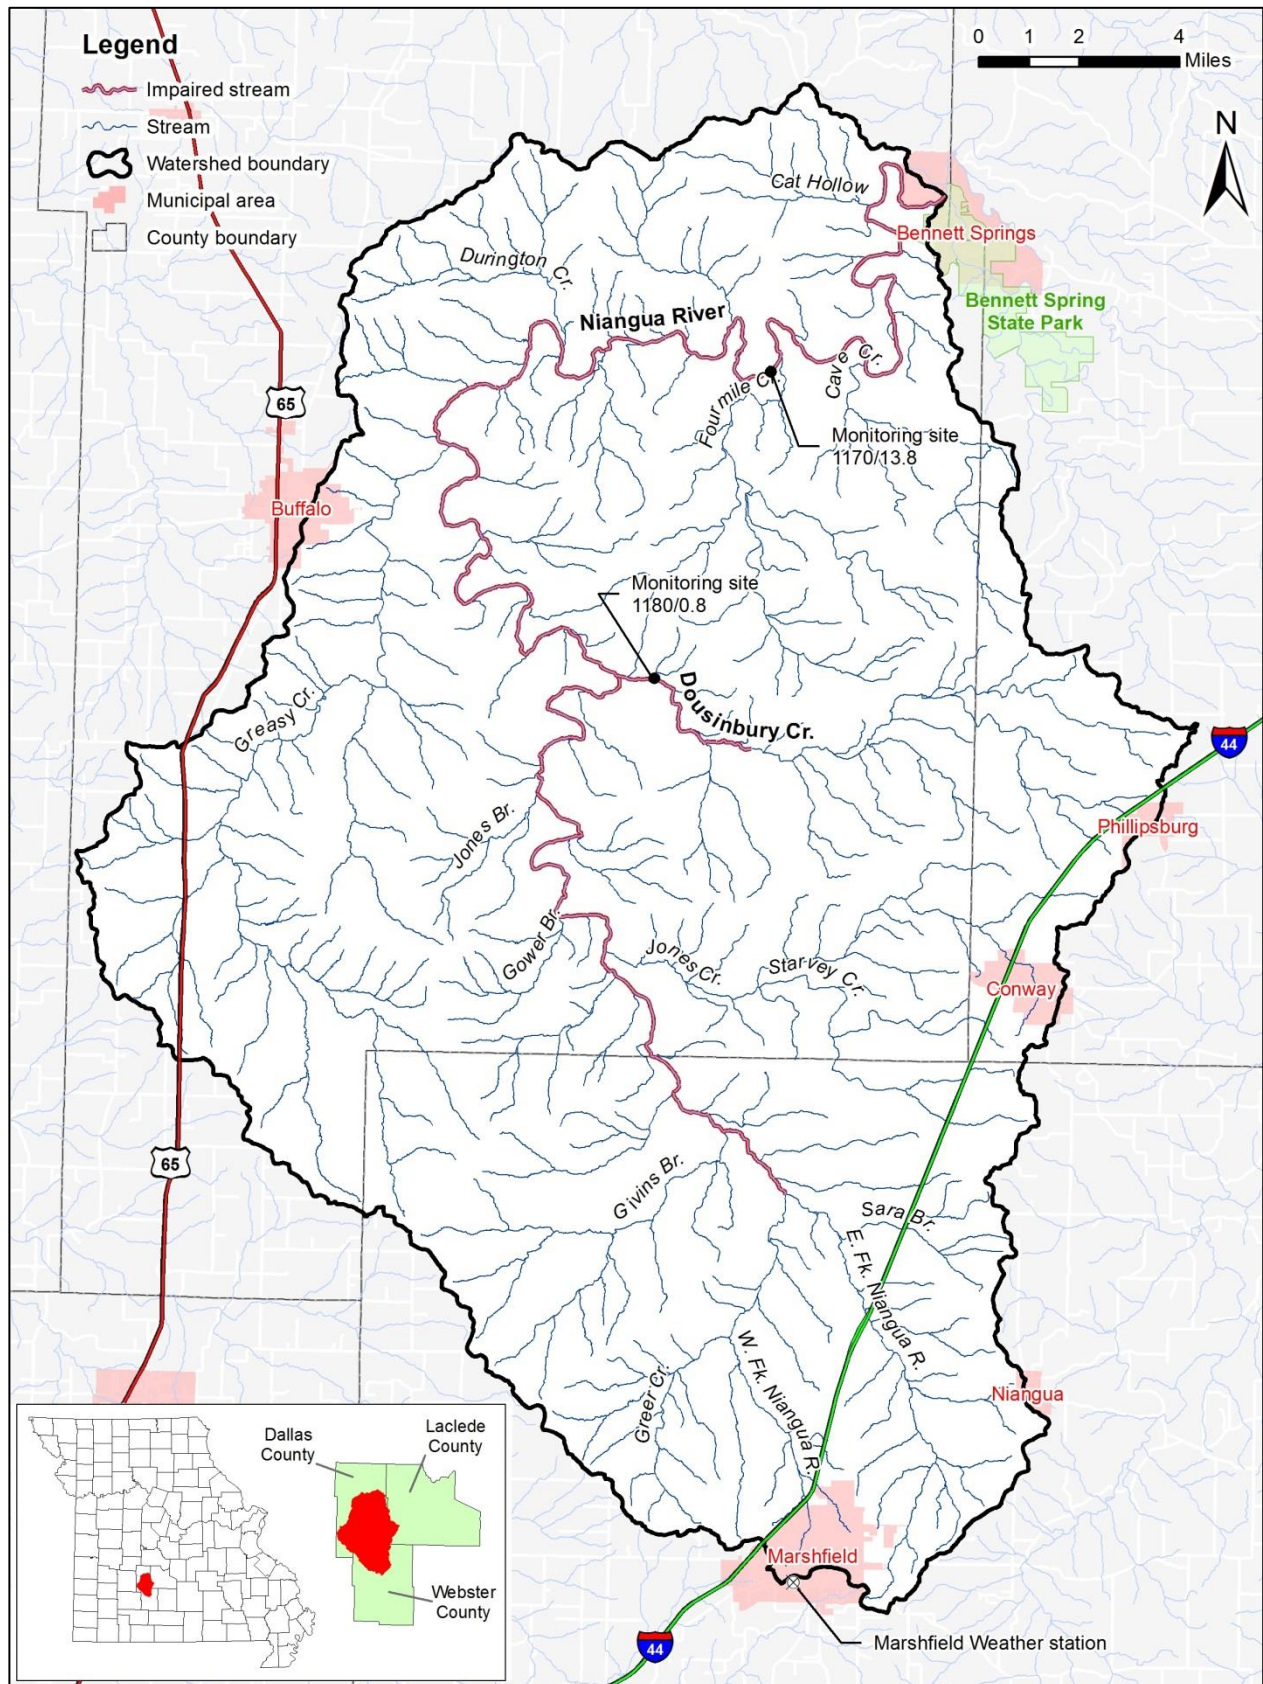 Legend
Impaired stream
Stream
Watershed boundary
Municipal area
County boundary
0 1 2 4
Miles
N
Cat Hollow
Bennett Springs
Durington Cr.
Bennett Spring
State Park
Niangua River
Cave Cr.
Fourmile Cr.
65
Monitoring site
1170/13.8
Buffalo
Monitoring site
1180/0.8
Dousinbury Cr.
Greasy Cr.
44
Jones Br.
Phillipsburg
Gower Br.
Jones Cr.
Starvey Cr.
Conway
65
Givins Br.
Sara Br.
E. Fk. Niangua R.
W. Fk. Niangua R.
Greer Cr.
Niangua
Dallas
County
Laclede
County
Webster
County
Marshfield
44
Marshfield Weather station